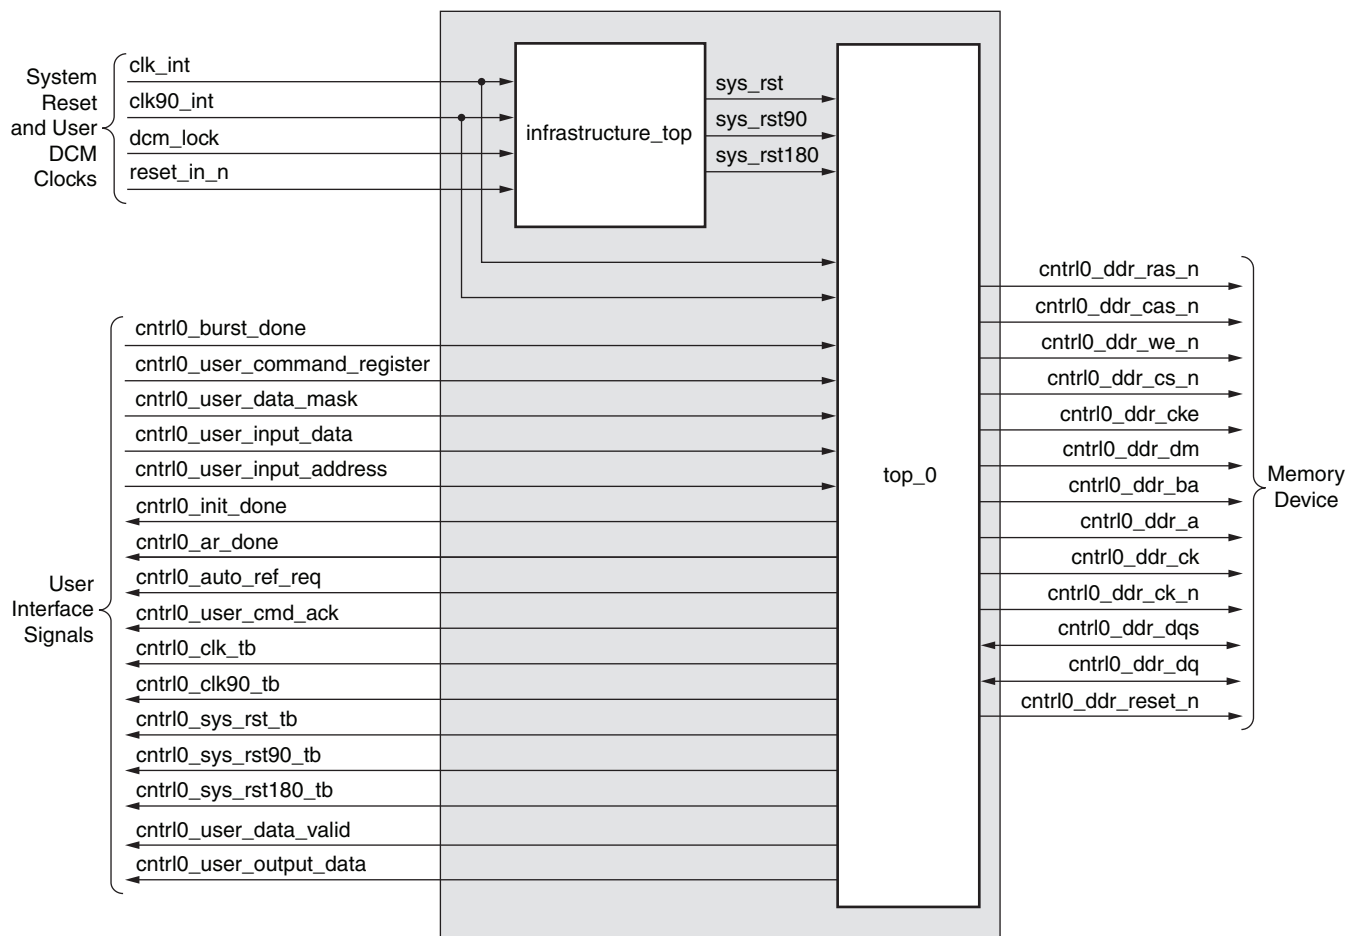 System
Reset
and User
DCM
Clocks
clk_int
clk90_int
dcm_lock
reset_in_n
infrastructure_top
sys_rst
sys_rst90
sys_rst180
User
Interface
Signals
cntrl0_burst_done
cntrl0_user_command_register
cntrl0_user_data_mask
cntrl0_user_input_data
cntrl0_user_input_address
cntrl0_init_done
cntrl0_ar_done
cntrl0_auto_ref_req
cntrl0_user_cmd_ack
cntrl0_clk_tb
cntrl0_clk90_tb
cntrl0_sys_rst_tb
cntrl0_sys_rst90_tb
cntrl0_sys_rst180_tb
cntrl0_user_data_valid
cntrl0_user_output_data
top_0
cntrl0_ddr_ras_n
cntrl0_ddr_cas_n
cntrl0_ddr_we_n
cntrl0_ddr_cs_n
cntrl0_ddr_cke
cntrl0_ddr_dm
cntrl0_ddr_ba
cntrl0_ddr_a
cntrl0_ddr_ck
cntrl0_ddr_ck_n
cntrl0_ddr_dqs
cntrl0_ddr_dq
cntrl0_ddr_reset_n
Memory
Device